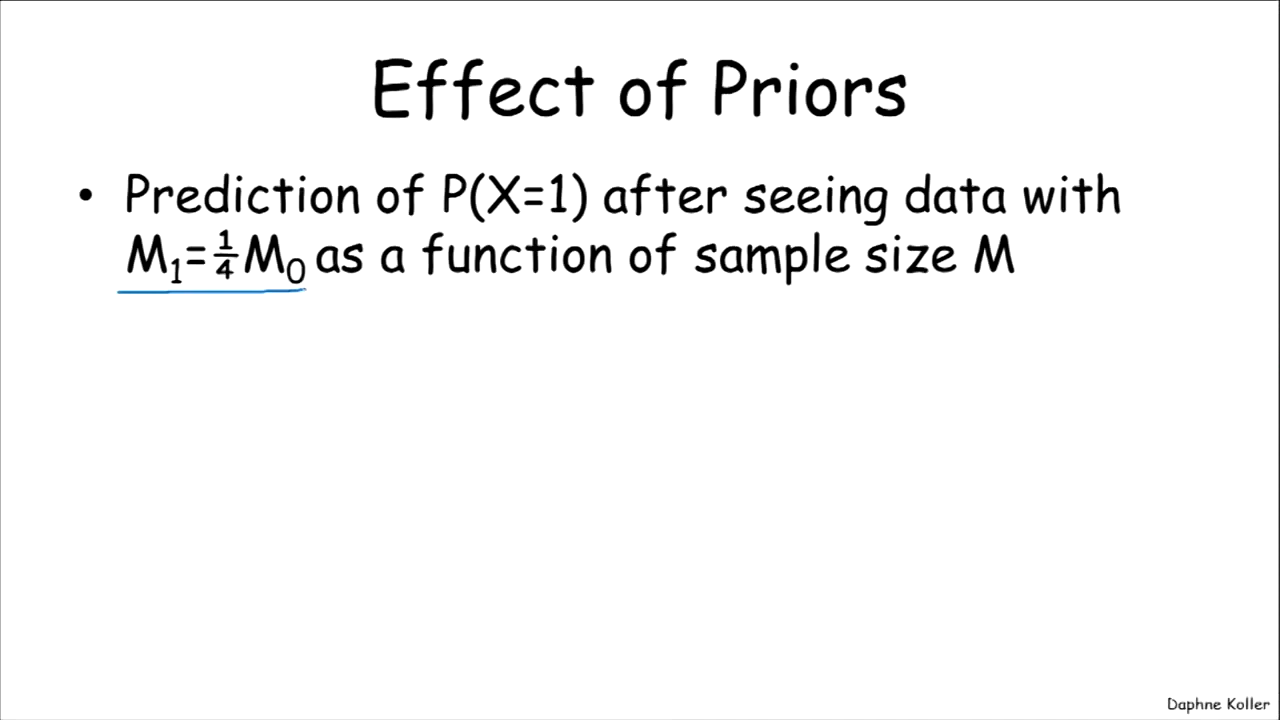 Effect of Priors
• Prediction of P(X=1) after seeing data with
M₁=¼M₀ as a function of sample size M
Daphne Koller